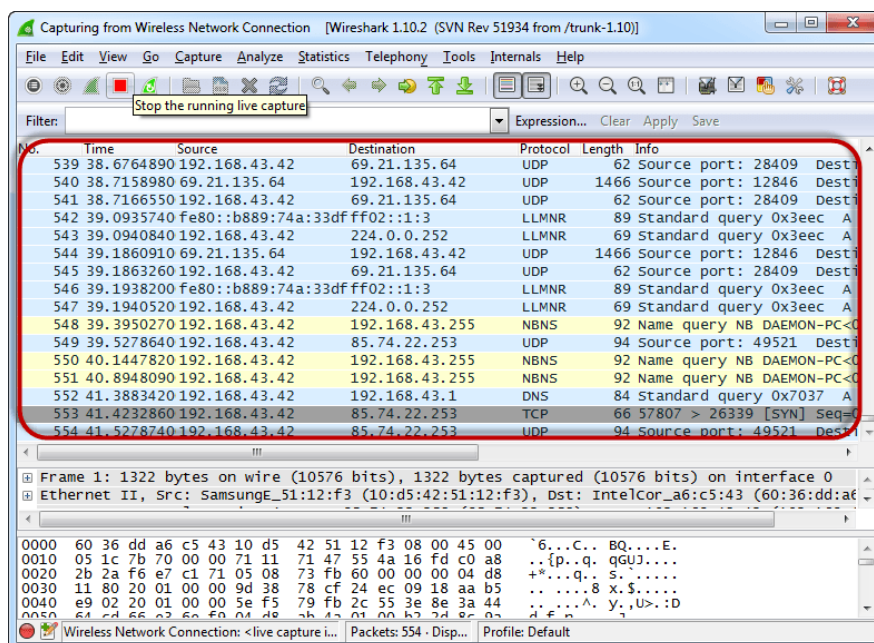 Capturing from Wireless Network Connection [Wireshark 1.10.2 (SVN Rev 51934 from /trunk-1.10)]
File Edit View Go Capture Analyze Statistics Telephony Tools Internals Help
Stop the running live capture
Filter: Expression... Clear Apply Save
No. Time Source Destination Protocol Length Info
539 38.6764890 192.168.43.42 69.21.135.64 UDP 62 Source port: 28409 Desti
540 38.7158980 69.21.135.64 192.168.43.42 UDP 1466 Source port: 12846 Desti
541 38.7166550 192.168.43.42 69.21.135.64 UDP 62 Source port: 28409 Desti
542 39.0935740 fe80::b889:74a:33df ff02::1:3 LLMNR 89 Standard query 0x3eec A
543 39.0940840 192.168.43.42 224.0.0.252 LLMNR 69 Standard query 0x3eec A
544 39.1860910 69.21.135.64 192.168.43.42 UDP 1466 Source port: 12846 Desti
545 39.1863260 192.168.43.42 69.21.135.64 UDP 62 Source port: 28409 Desti
546 39.1938200 fe80::b889:74a:33df ff02::1:3 LLMNR 89 Standard query 0x3eec A
547 39.1940520 192.168.43.42 224.0.0.252 LLMNR 69 Standard query 0x3eec A
548 39.3950270 192.168.43.42 192.168.43.255 NBNS 92 Name query NB DAEMON-PC<0
549 39.5278640 192.168.43.42 85.74.22.253 UDP 94 Source port: 49521 Desti
550 40.1447820 192.168.43.42 192.168.43.255 NBNS 92 Name query NB DAEMON-PC<0
551 40.8948090 192.168.43.42 192.168.43.255 NBNS 92 Name query NB DAEMON-PC<0
552 41.3883420 192.168.43.42 192.168.43.1 DNS 84 Standard query 0x7037 A
553 41.4232860 192.168.43.42 85.74.22.253 TCP 66 57807 > 26339 [SYN] Seq=0
554 41.5278740 192.168.43.42 85.74.22.253 UDP 94 Source port: 49521 Desti
Frame 1: 1322 bytes on wire (10576 bits), 1322 bytes captured (10576 bits) on interface 0
Ethernet II, Src: SamsungE_51:12:f3 (10:d5:42:51:12:f3), Dst: IntelCor_a6:c5:43 (60:36:dd:a6
0000 60 36 dd a6 c5 43 10 d5 42 51 12 f3 08 00 45 00 `6...C.. BQ....E.
0010 05 1c 7b 70 00 00 71 11 71 47 55 4a 16 fd c0 a8 ..{p..q. qGUJ....
0020 2b 2a f6 e7 c1 71 05 08 73 fb 60 00 00 00 04 d8 +*...q.. s.`.....
0030 11 80 20 01 00 00 9d 38 78 cf 24 ec 09 18 aa b5 .. ....8 x.$.....
0040 e9 02 20 01 00 00 5e f5 79 fb 2c 55 3e 8e 3a 44 .. ...^. y.,U>.:D
Wireless Network Connection: <live capture i... Packets: 554 · Disp... Profile: Default